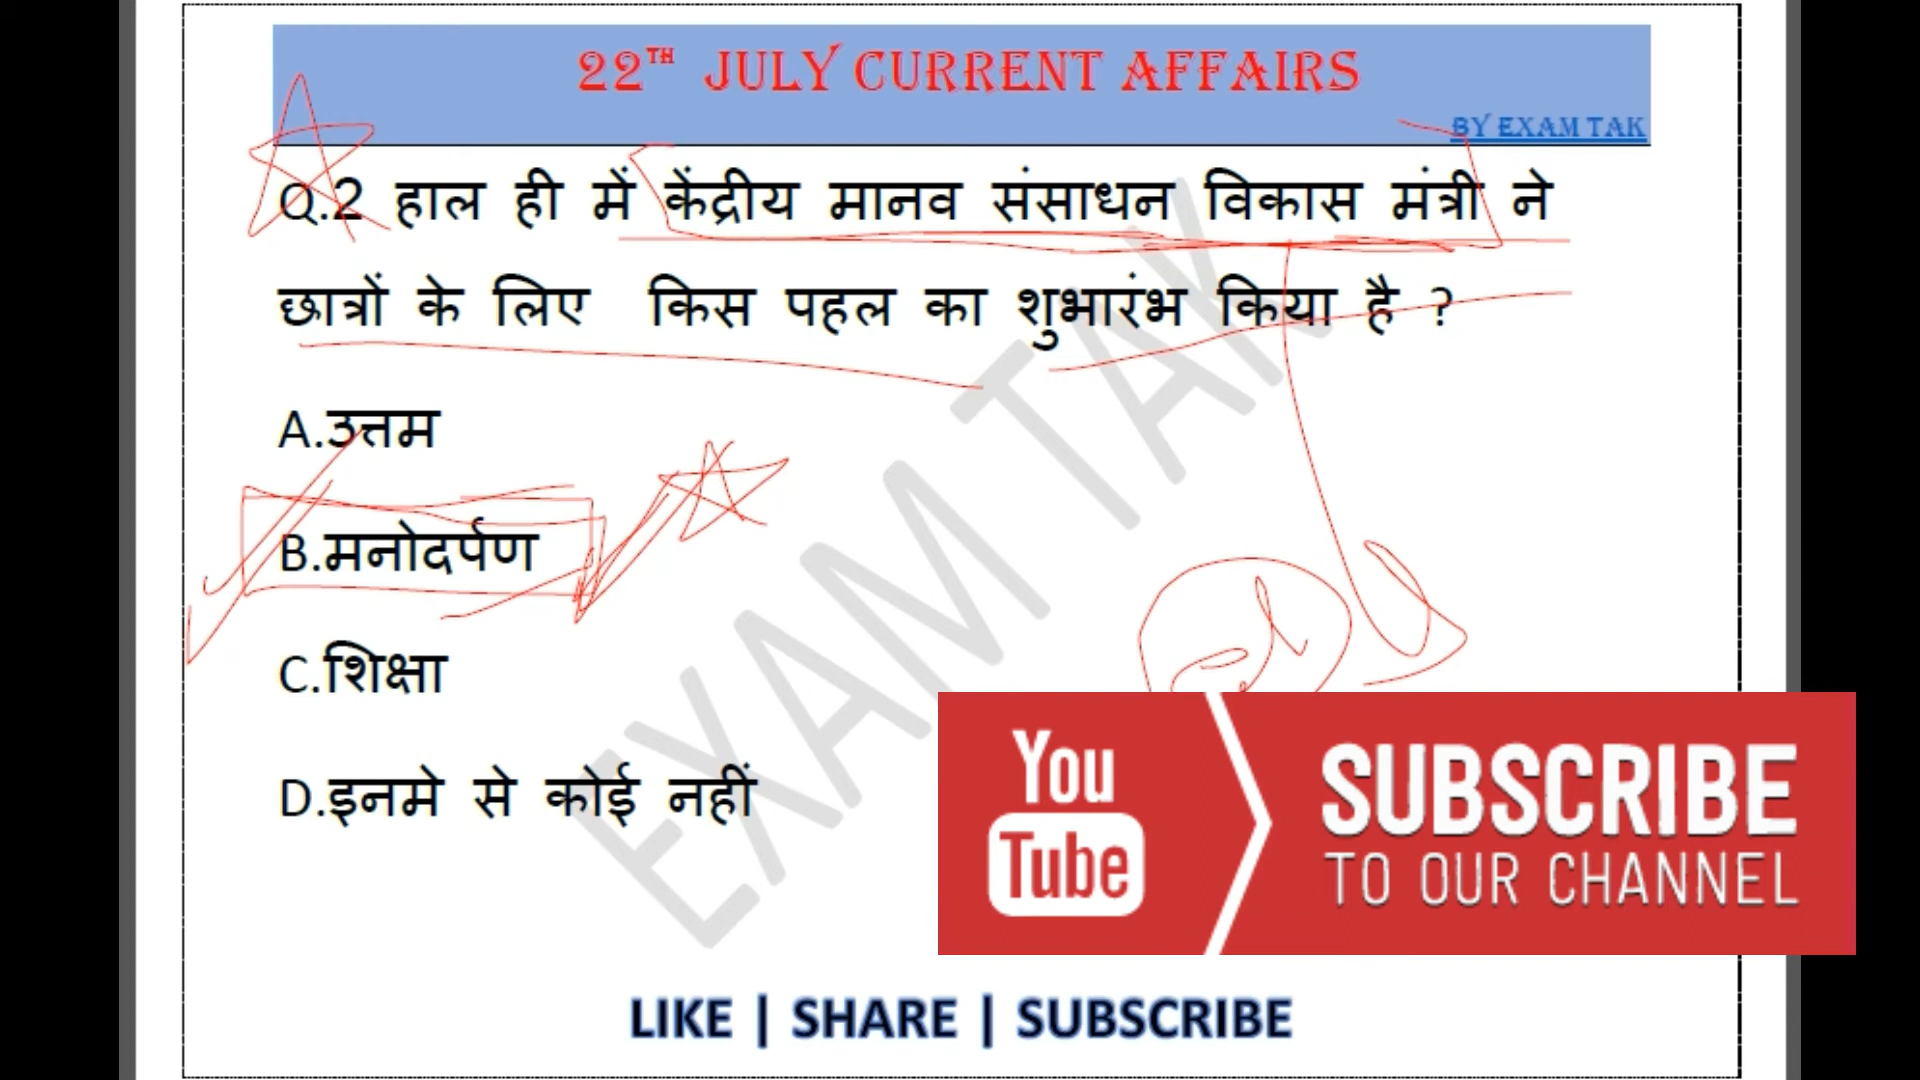 22TH JULY CURRENT AFFAIRS
BY EXAM TAK
Q.2 हाल ही में केंद्रीय मानव संसाधन विकास मंत्री ने
छात्रों के लिए किस पहल का शुभारंभ किया है ?
A.उत्तम
B.मनोदर्पण
C.शिक्षा
D.इनमे से कोई नहीं
EXAM TAK
You
Tube
SUBSCRIBE
TO OUR CHANNEL
LIKE | SHARE | SUBSCRIBE